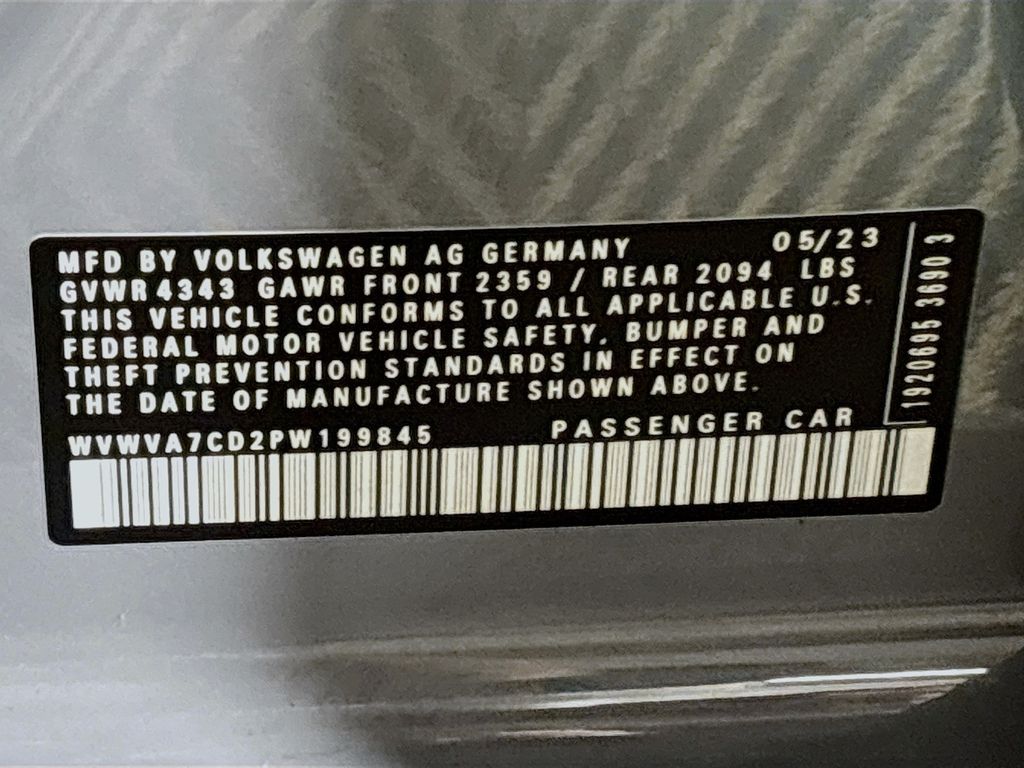 MFD BY VOLKSWAGEN AG GERMANY 05/23
GVWR 4343 GAWR FRONT 2359 / REAR 2094 LBS
THIS VEHICLE CONFORMS TO ALL APPLICABLE U.S.
FEDERAL MOTOR VEHICLE SAFETY, BUMPER AND
THEFT PREVENTION STANDARDS IN EFFECT ON
THE DATE OF MANUFACTURE SHOWN ABOVE.
WVWVA7CD2PW199845 PASSENGER CAR
1920695 3690 3